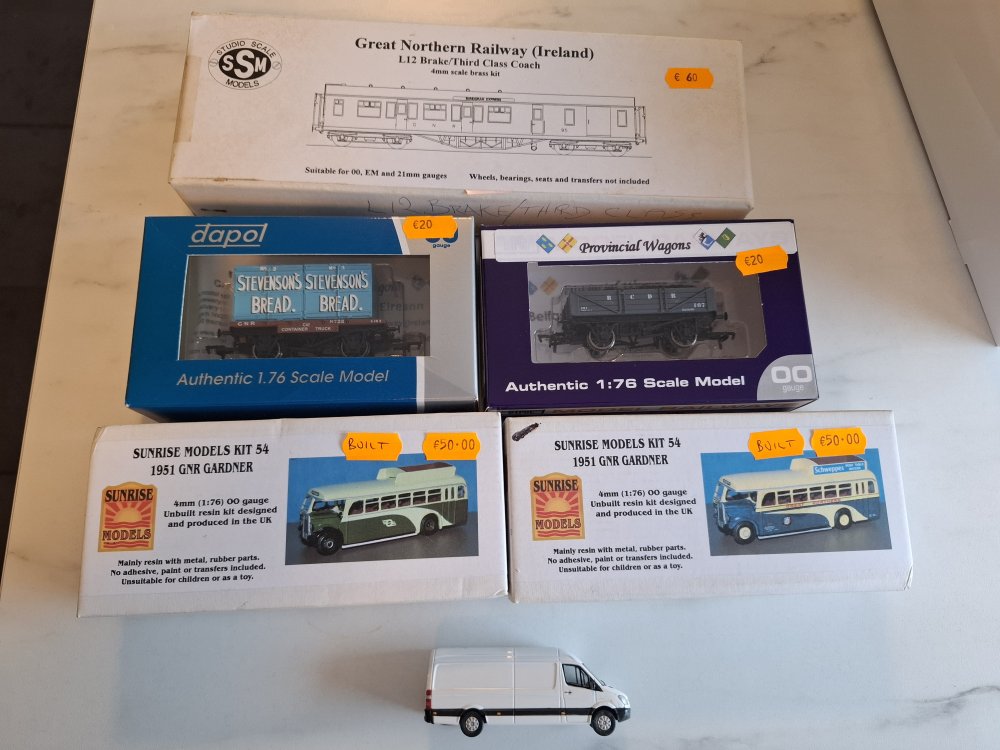 STUDIO SCALE
SSM
MODELS
Great Northern Railway (Ireland)
L12 Brake/Third Class Coach
4mm scale brass kit
€ 60
Suitable for 00, EM and 21mm gauges
Wheels, bearings, seats and transfers not included
L12 BRAKE/THIRD CLASS
dapol
€20
gauge
STEVENSON'S BREAD.
STEVENSON'S BREAD.
GNR
CONTAINER TRUCK
Authentic 1.76 Scale Model
Provincial Wagons
€20
BCDR
Authentic 1:76 Scale Model
OO
gauge
SUNRISE MODELS KIT 54
1951 GNR GARDNER
BUILT
€50.00
SUNRISE
MODELS
4mm (1:76) OO gauge
Unbuilt resin kit designed
and produced in the UK
Mainly resin with metal, rubber parts.
No adhesive, paint or transfers included.
Unsuitable for children or as a toy.
SUNRISE MODELS KIT 54
1951 GNR GARDNER
BUILT
€50.00
SUNRISE
MODELS
4mm (1:76) OO gauge
Unbuilt resin kit designed
and produced in the UK
Schweppes
Mainly resin with metal, rubber parts.
No adhesive, paint or transfers included.
Unsuitable for children or as a toy.